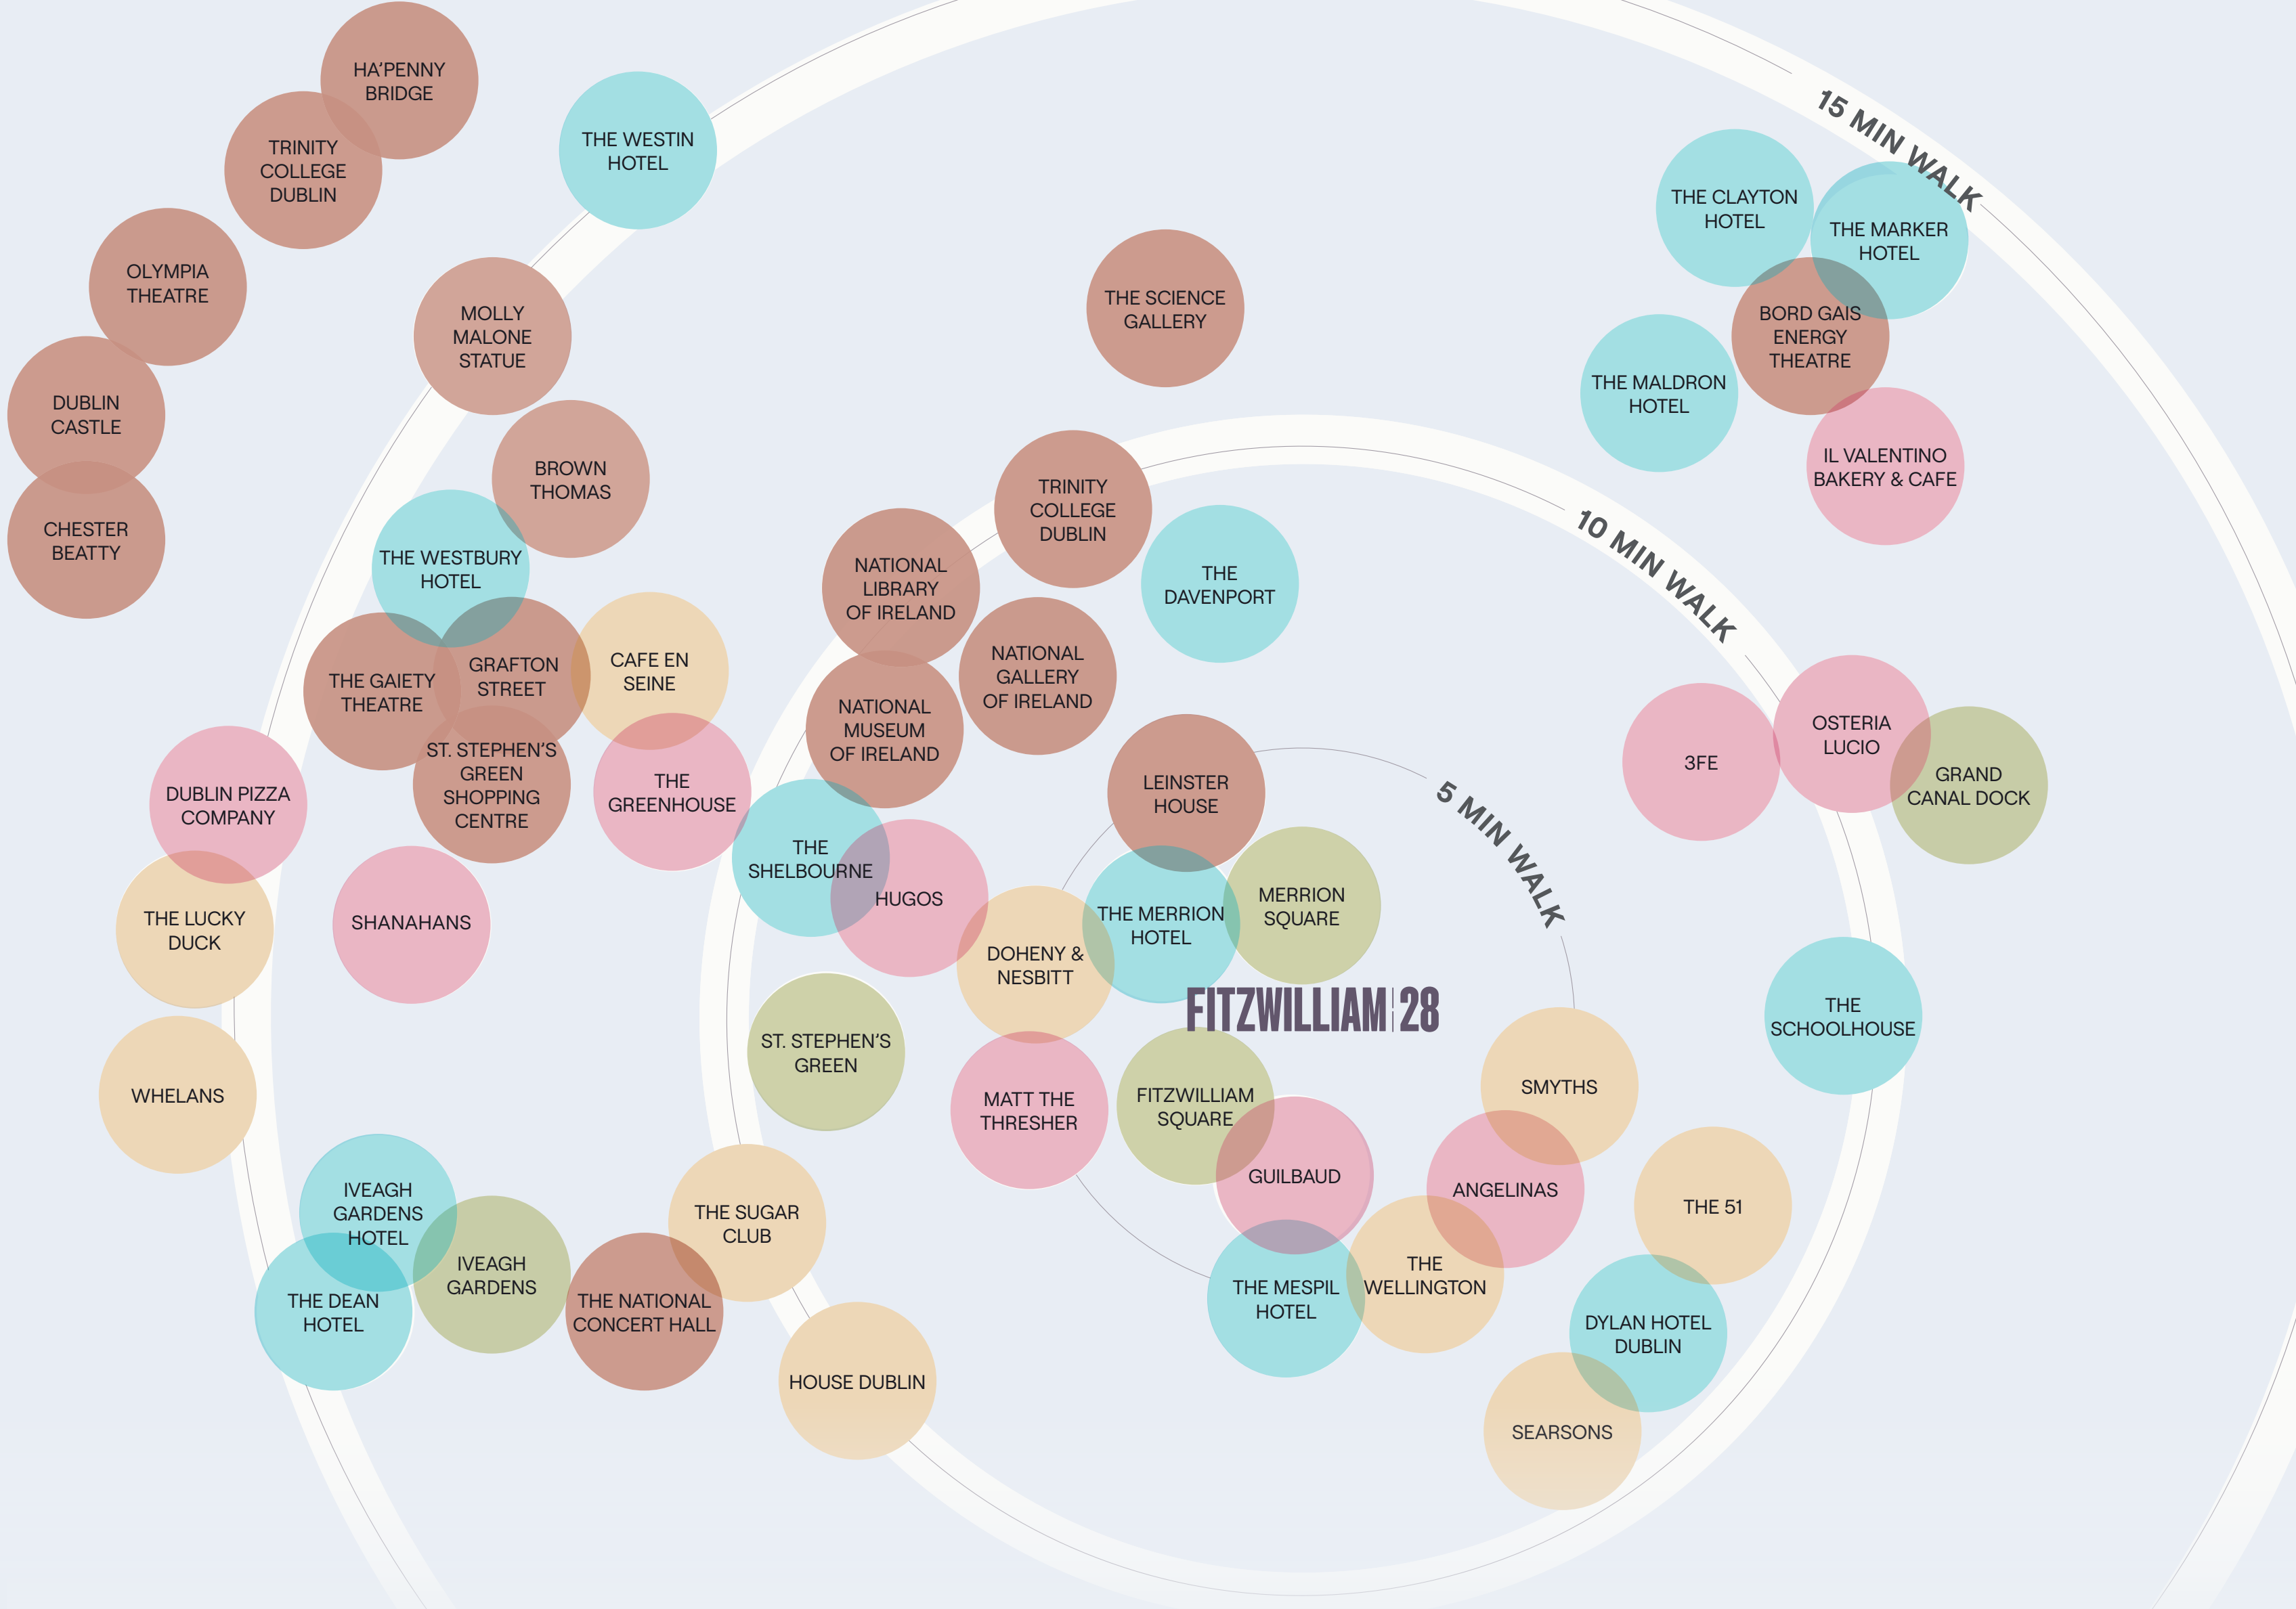 HA’PENNY
BRIDGE
TRINITY
COLLEGE
DUBLIN
THE WESTIN
HOTEL
15 MIN WALK
THE CLAYTON
HOTEL
THE MARKER
HOTEL
OLYMPIA
THEATRE
MOLLY
MALONE
STATUE
THE SCIENCE
GALLERY
BORD GAIS
ENERGY
THEATRE
THE MALDRON
HOTEL
DUBLIN
CASTLE
BROWN
THOMAS
IL VALENTINO
BAKERY & CAFE
CHESTER
BEATTY
TRINITY
COLLEGE
DUBLIN
10 MIN WALK
THE WESTBURY
HOTEL
NATIONAL
LIBRARY
OF IRELAND
THE
DAVENPORT
THE GAIETY
THEATRE
GRAFTON
STREET
CAFE EN
SEINE
NATIONAL
GALLERY
OF IRELAND
NATIONAL
MUSEUM
OF IRELAND
OSTERIA
LUCIO
3FE
GRAND
CANAL DOCK
DUBLIN PIZZA
COMPANY
ST. STEPHEN’S
GREEN
SHOPPING
CENTRE
THE
GREENHOUSE
LEINSTER
HOUSE
5 MIN WALK
THE
SHELBOURNE
HUGOS
THE LUCKY
DUCK
SHANAHANS
DOHENY &
NESBITT
THE MERRION
HOTEL
MERRION
SQUARE
FITZWILLIAM 28
THE
SCHOOLHOUSE
ST. STEPHEN’S
GREEN
WHELANS
MATT THE
THRESHER
FITZWILLIAM
SQUARE
SMYTHS
GUILBAUD
ANGELINAS
THE 51
IVEAGH
GARDENS
HOTEL
THE SUGAR
CLUB
IVEAGH
GARDENS
THE DEAN
HOTEL
THE NATIONAL
CONCERT HALL
THE MESPIL
HOTEL
THE
WELLINGTON
DYLAN HOTEL
DUBLIN
HOUSE DUBLIN
SEARSONS